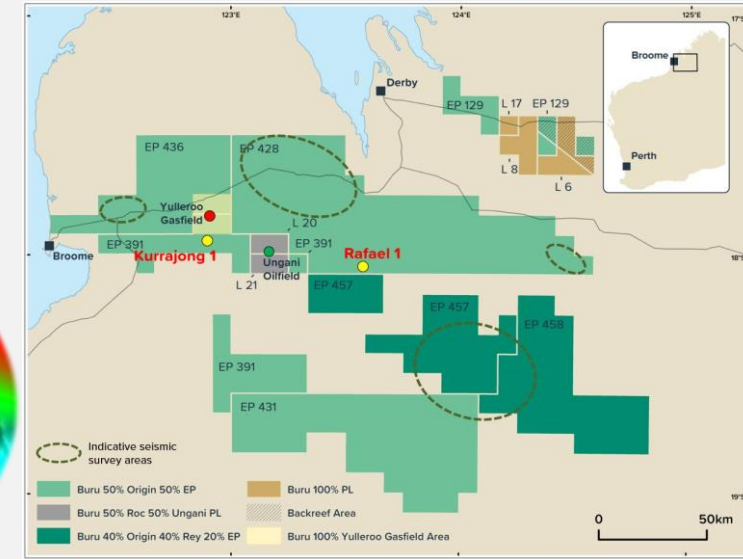 123°E
124°E
125°E
17°S
Broome
Perth
Derby
EP 129
L 17
EP 129
L 8
L 6
EP 436
EP 428
Yulleroo
Gasfield
L 20
EP 391
Kurrajong 1
EP 391
Rafael 1
18°S
Broome
Ungani
Oilfield
L 21
EP 457
EP 457
EP 458
EP 391
EP 431
Indicative seismic
survey areas
Buru 50% Origin 50% EP
Buru 100% PL
Buru 50% Roc 50% Ungani PL
Backreef Area
Buru 40% Origin 40% Rey 20% EP
Buru 100% Yulleroo Gasfield Area
0
50km